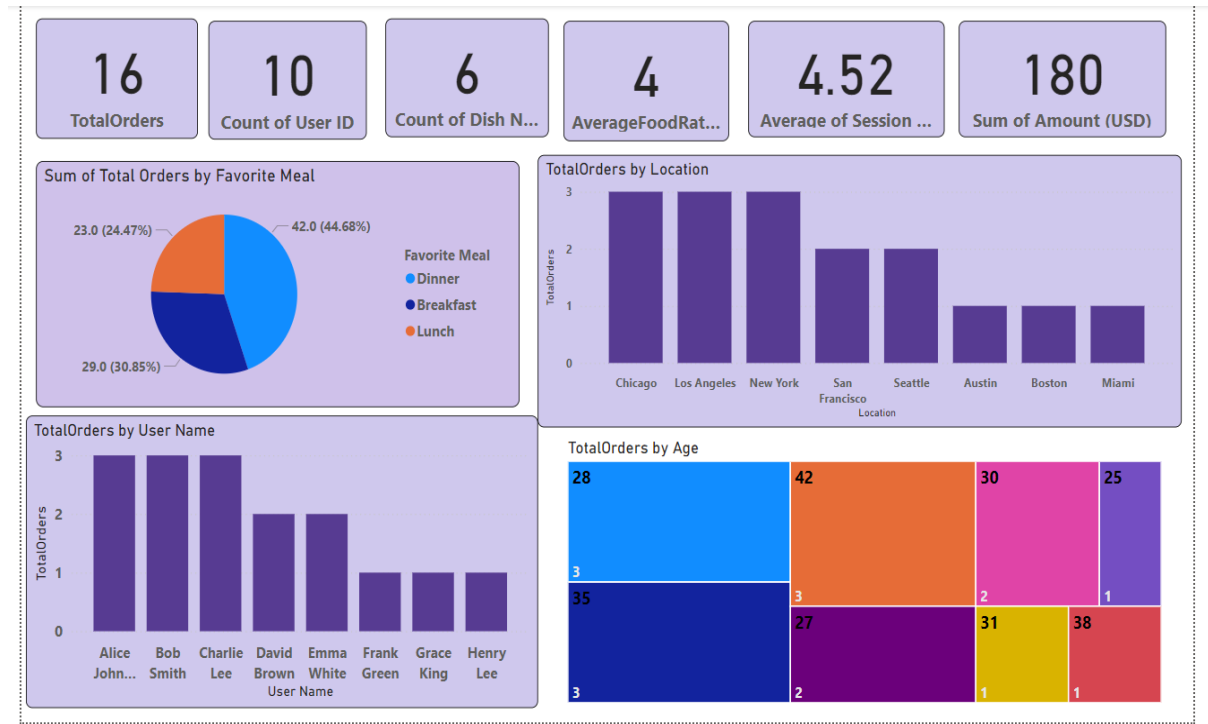 16
TotalOrders
10
Count of User ID
6
Count of Dish N...
4
AverageFoodRat...
4.52
Average of Session ...
180
Sum of Amount (USD)
Sum of Total Orders by Favorite Meal
23.0 (24.47%)
42.0 (44.68%)
29.0 (30.85%)
Favorite Meal
Dinner
Breakfast
Lunch
TotalOrders by Location
TotalOrders
3
2
1
0
Chicago
Los Angeles
New York
San
Francisco
Seattle
Austin
Boston
Miami
Location
TotalOrders by User Name
TotalOrders
3
2
1
0
Alice
John...
Bob
Smith
Charlie
Lee
David
Brown
Emma
White
Frank
Green
Grace
King
Henry
Lee
User Name
TotalOrders by Age
28
3
35
3
42
3
27
2
30
2
25
1
31
1
38
1